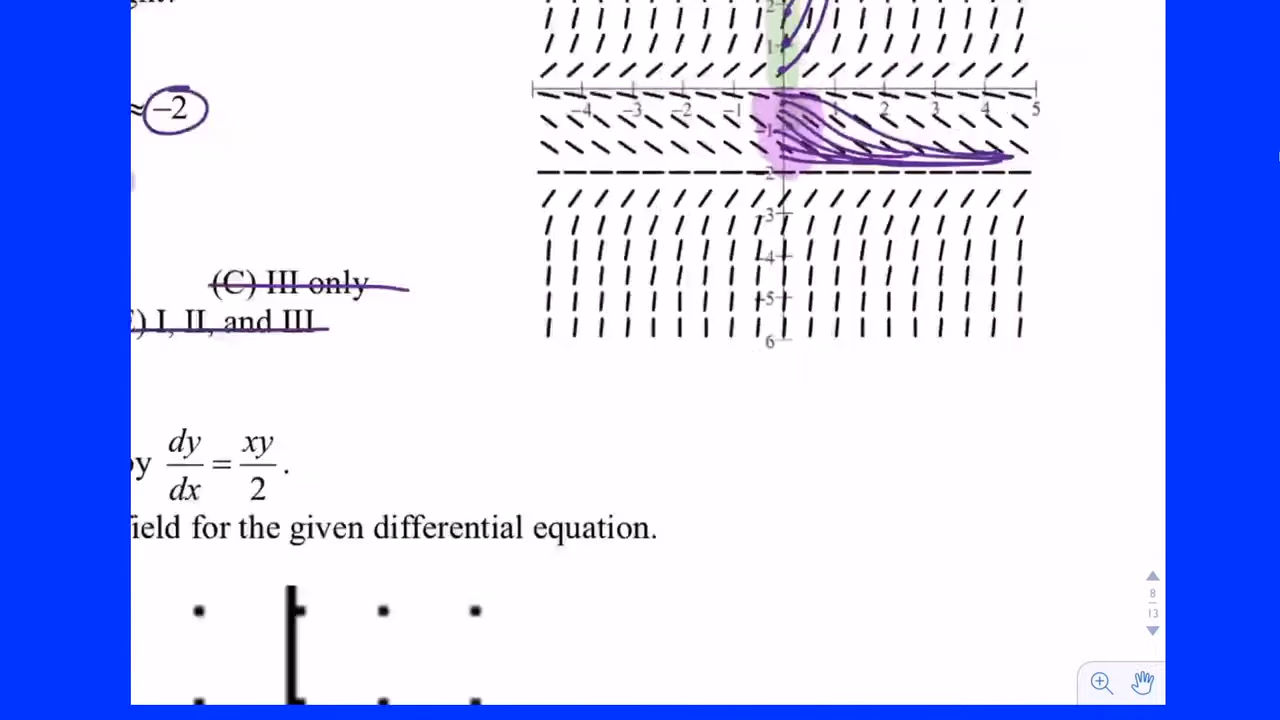 2
1
-4 -3 -2 -1 1 2 3 4 5
≈ -2
-1
-2
-3
-4
-5
6
(C) III only
) I, II, and III
y dy/dx = xy/2 .
field for the given differential equation.
8
13